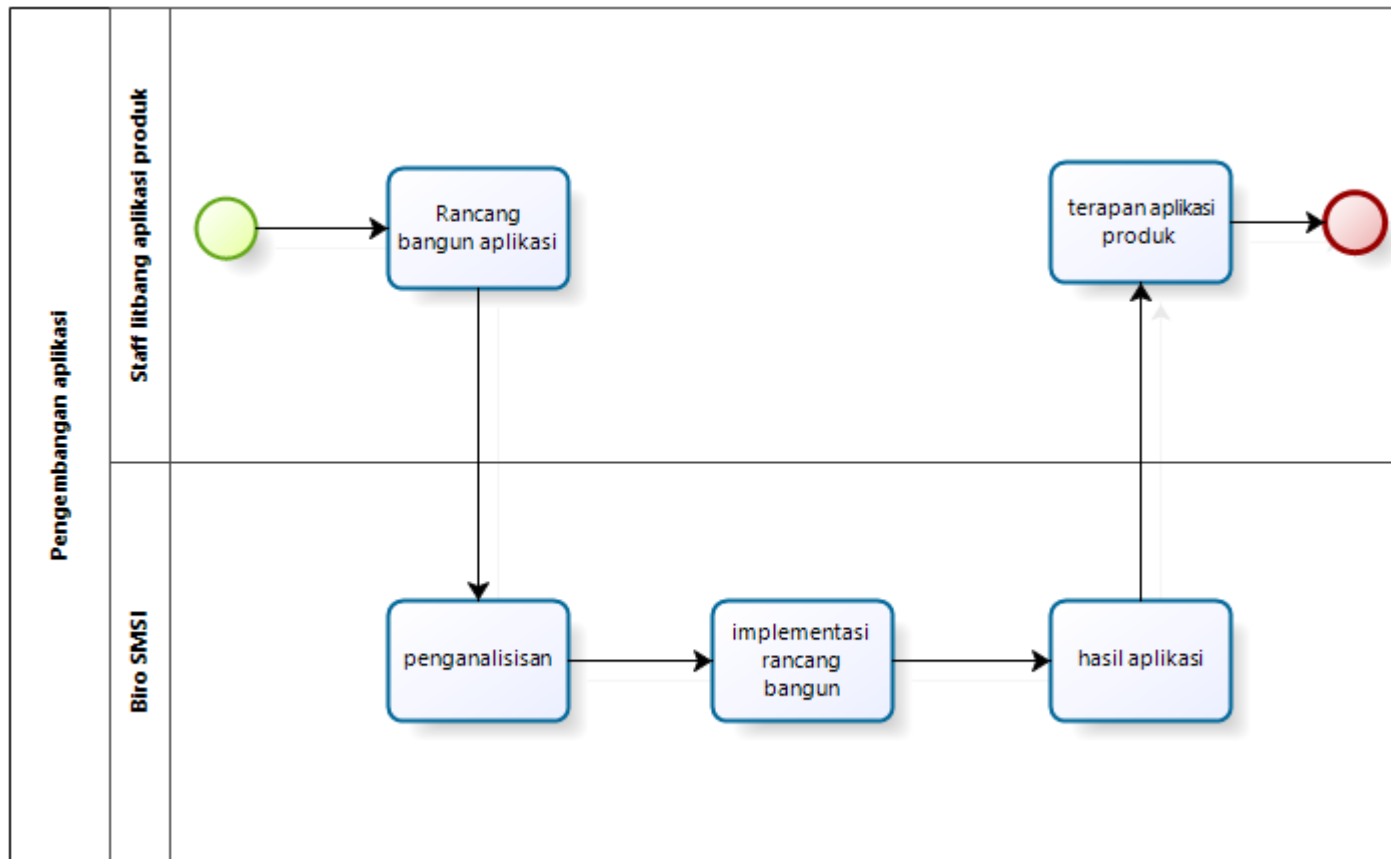 Pengembangan aplikasi
Staff litbang aplikasi produk
Rancang
bangun aplikasi
terapan aplikasi
produk
Biro SMSI
penganalisisan
implementasi
rancang
bangun
hasil aplikasi